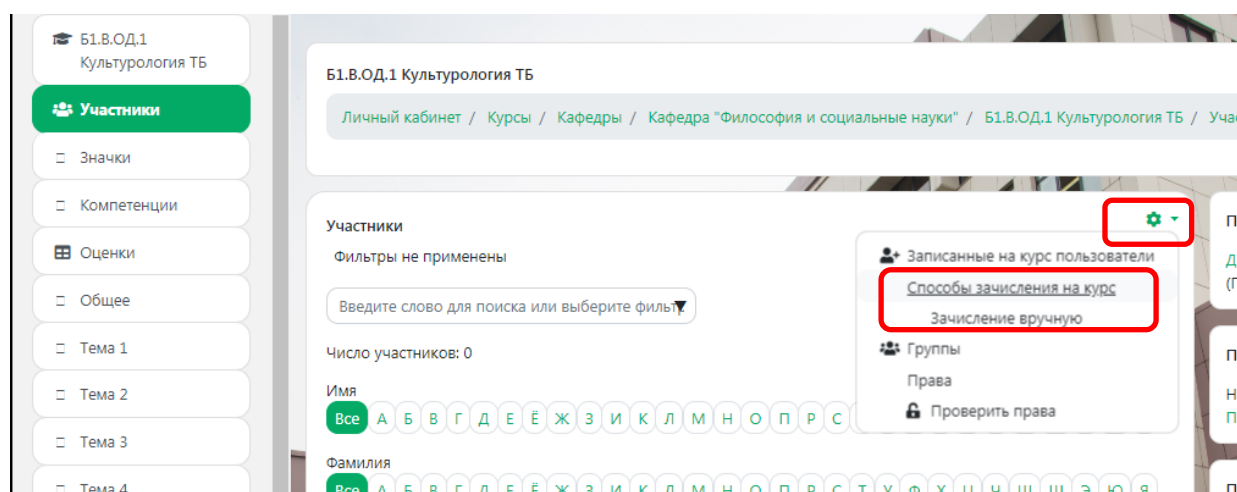 Б1.В.ОД.1
Культурология ТБ
Участники
Значки
Компетенции
Оценки
Общее
Тема 1
Тема 2
Тема 3
Тема 4
Б1.В.ОД.1 Культурология ТБ
Личный кабинет / Курсы / Кафедры / Кафедра "Философия и социальные науки" / Б1.В.ОД.1 Культурология ТБ /
Участники
Фильтры не применены
Введите слово для поиска или выберите фильт
Число участников: 0
Имя
Все А Б В Г Д Е Ё Ж З И К Л М Н О П Р С
Фамилия
Все А Б В Г Д Е Ё Ж З И К Л М Н О П Р С Т У Ф Х Ц Ч Ш Щ Э Ю Я
Записанные на курс пользователи
Способы зачисления на курс
Зачисление вручную
Группы
Права
Проверить права